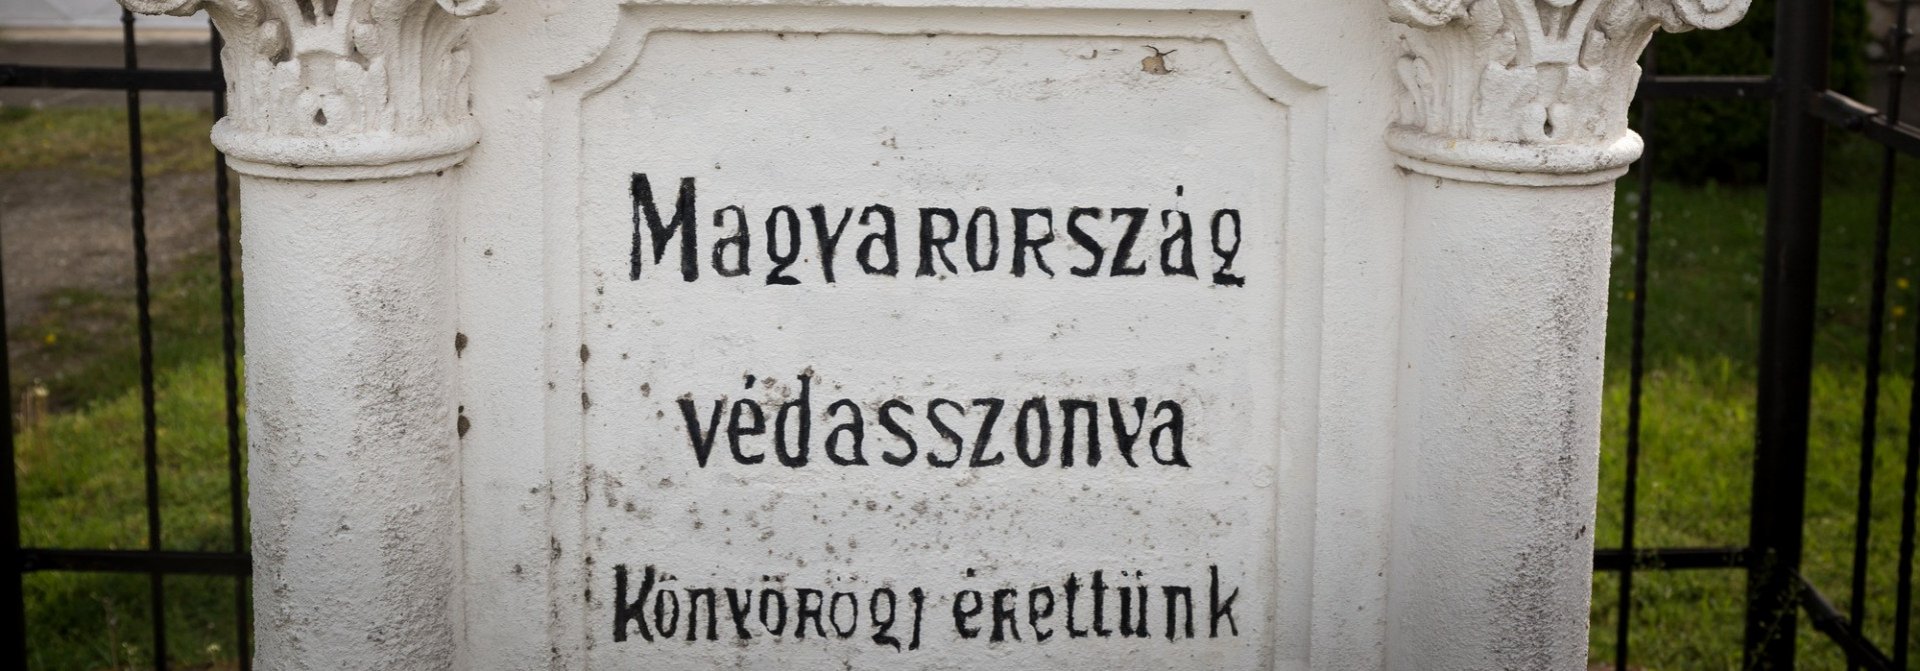 Magyarország
védasszonya
Könyörögj érettünk